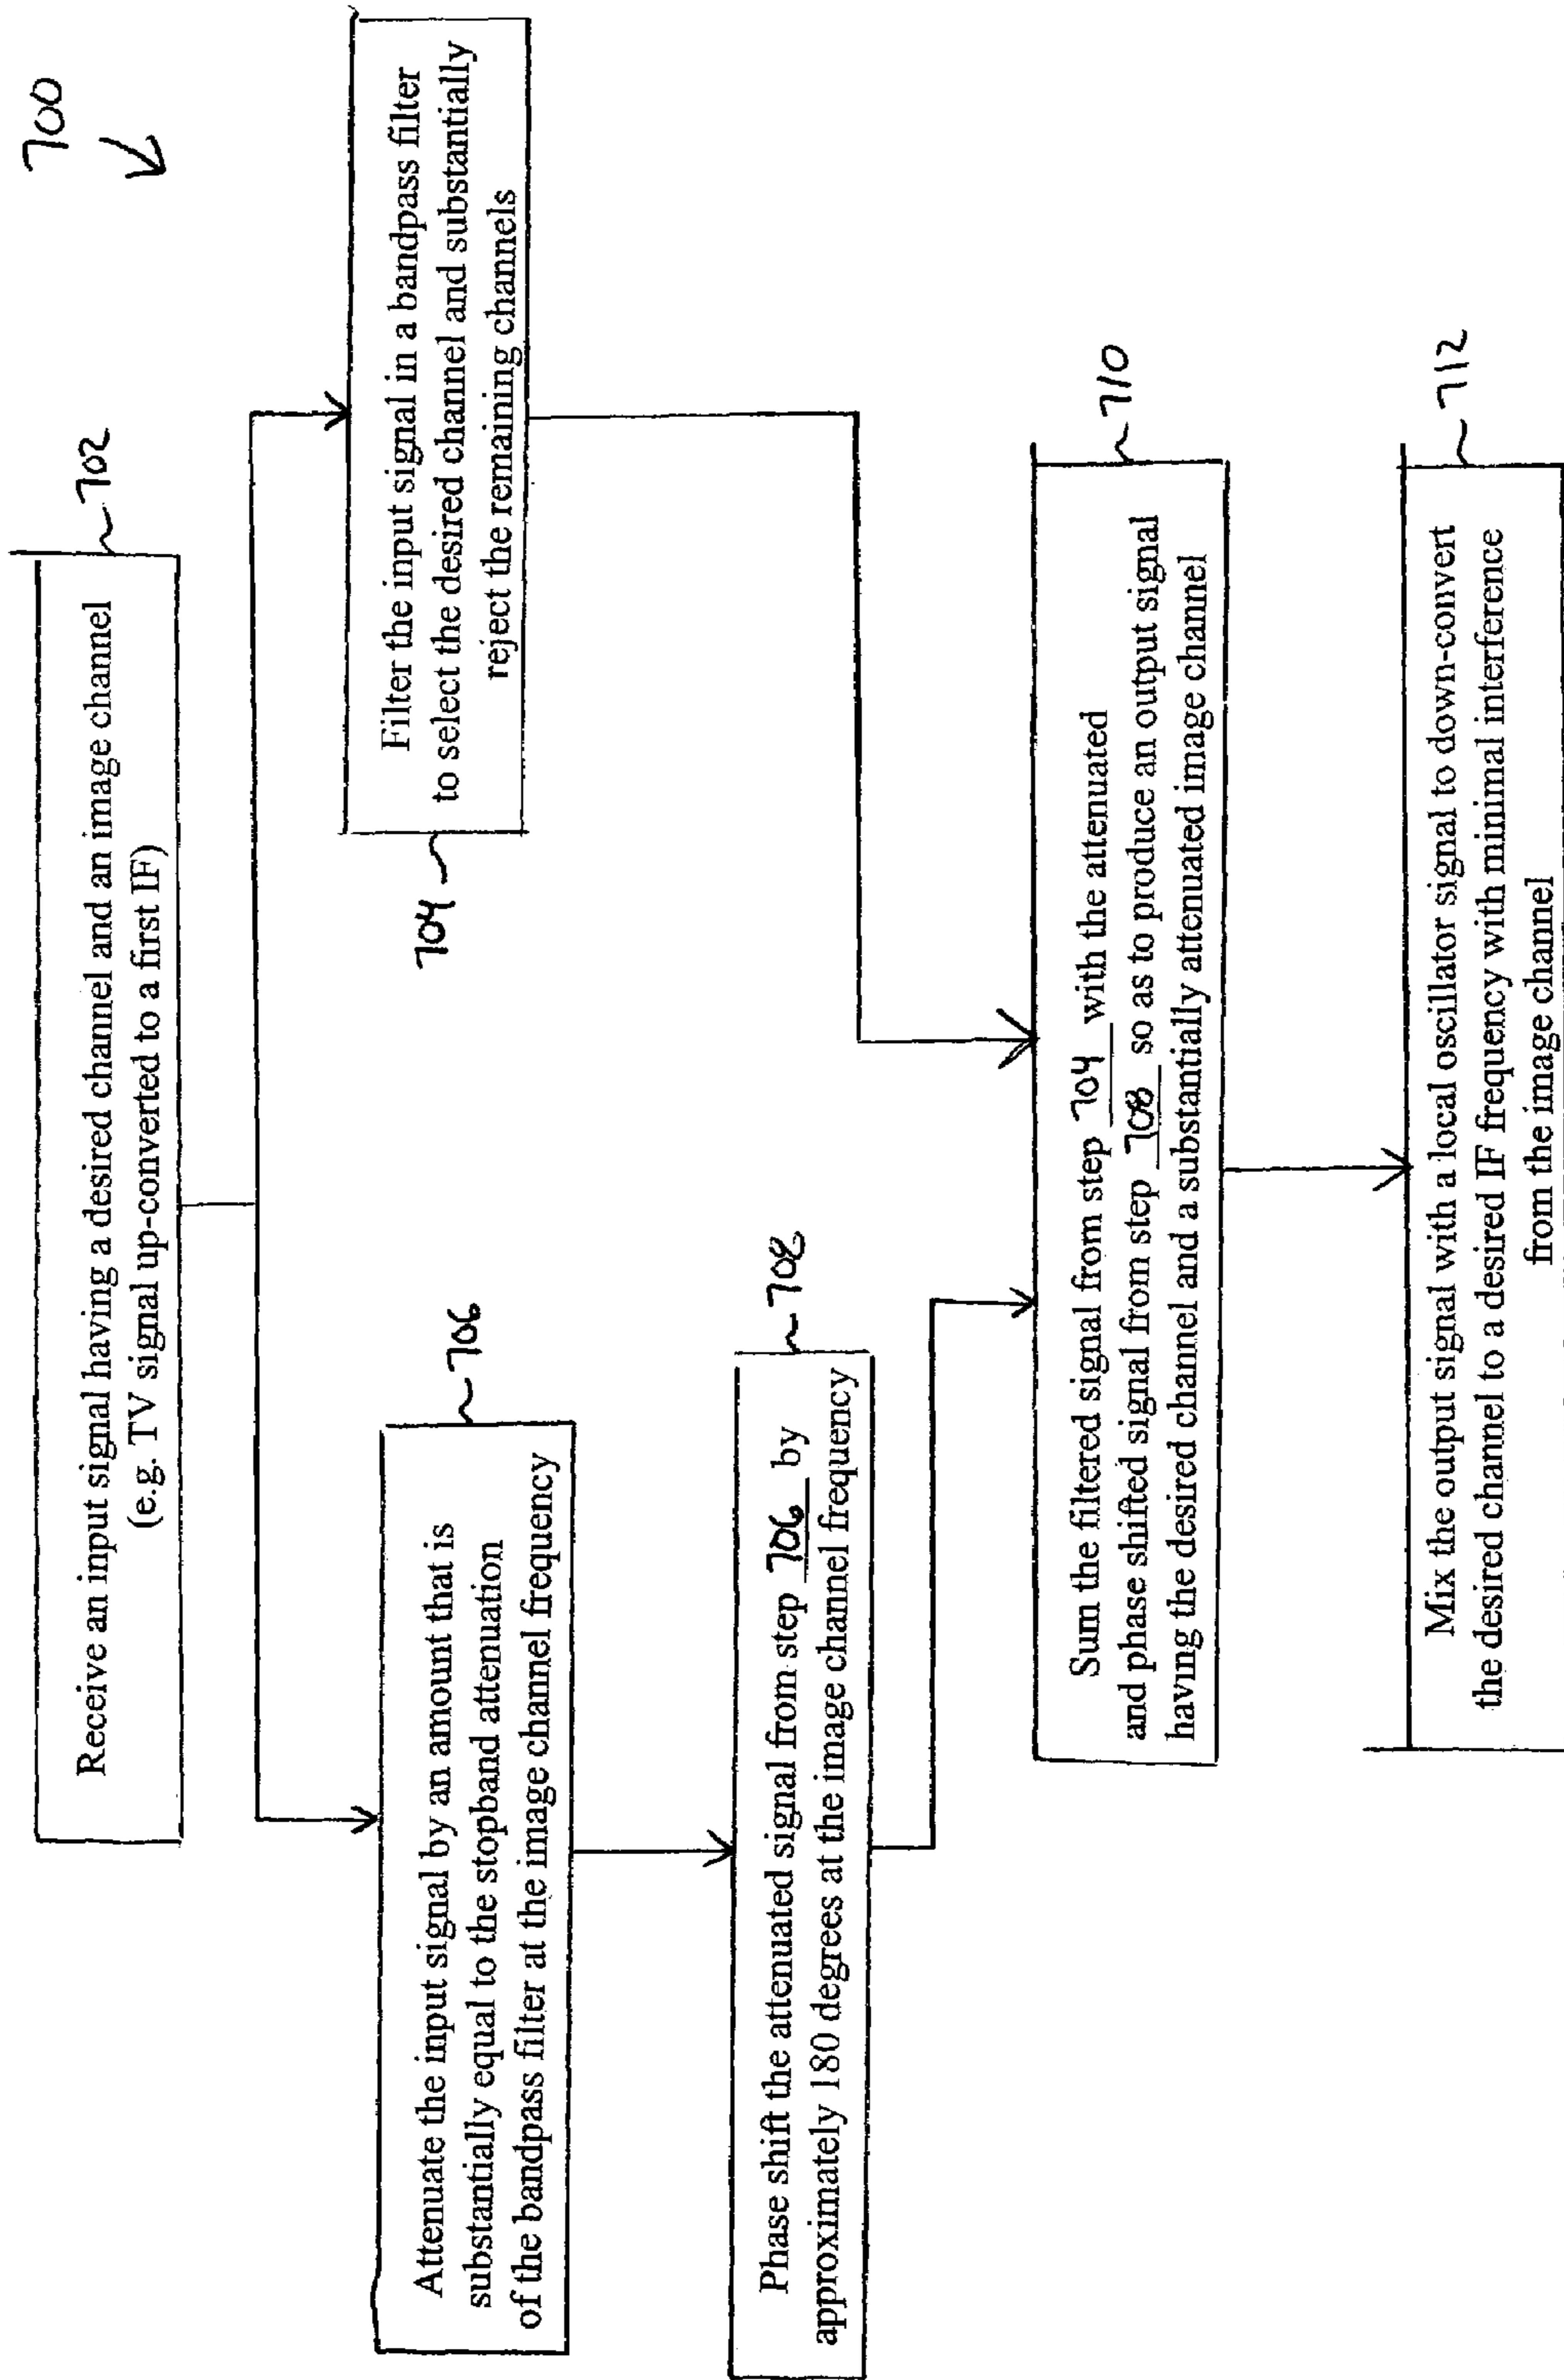 700
702
Receive an input signal having a desired channel and an image channel
(e.g. TV signal up-converted to a first IF)
704
Filter the input signal in a bandpass filter
to select the desired channel and substantially
reject the remaining channels
706
Attenuate the input signal by an amount that is
substantially equal to the stopband attenuation
of the bandpass filter at the image channel frequency
708
Phase shift the attenuated signal from step 706 by
approximately 180 degrees at the image channel frequency
710
Sum the filtered signal from step 704 with the attenuated
and phase shifted signal from step 708 so as to produce an output signal
having the desired channel and a substantially attenuated image channel
712
Mix the output signal with a local oscillator signal to down-convert
the desired channel to a desired IF frequency with minimal interference
from the image channel